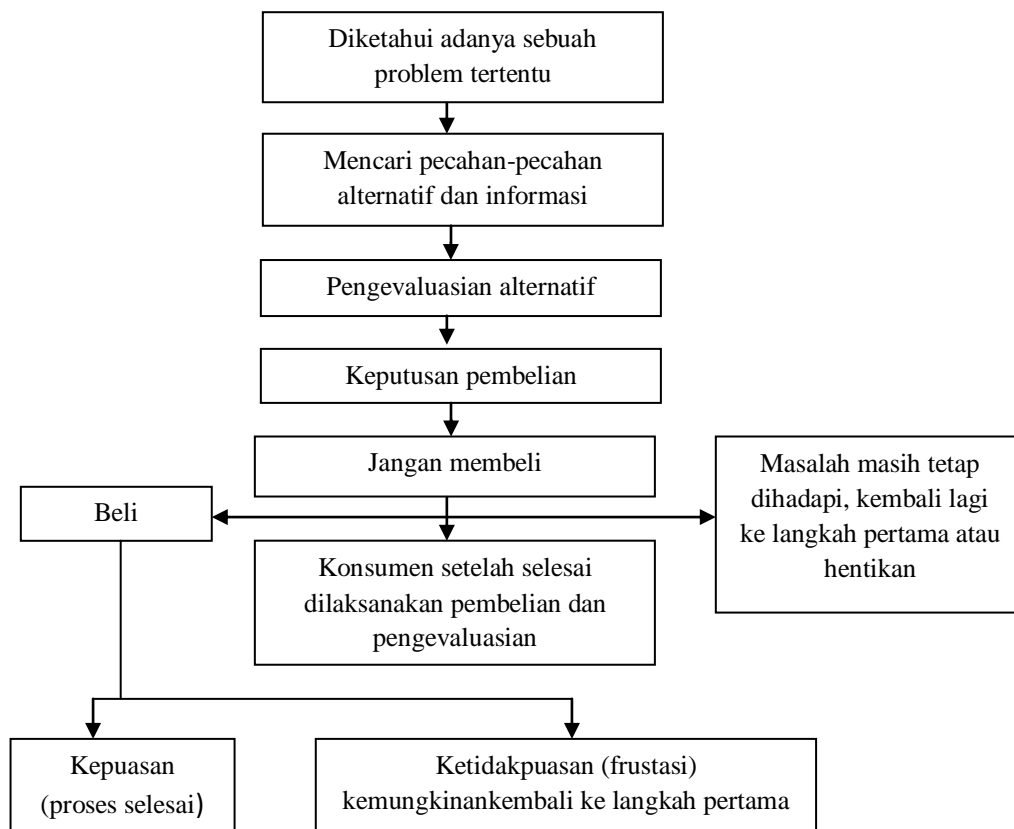 Diketahui adanya sebuah
problem tertentu
Mencari pecahan-pecahan
alternatif dan informasi
Pengevaluasian alternatif
Keputusan pembelian
Jangan membeli
Beli
Masalah masih tetap
dihadapi, kembali lagi
ke langkah pertama atau
hentikan
Konsumen setelah selesai
dilaksanakan pembelian dan
pengevaluasian
Kepuasan
(proses selesai)
Ketidakpuasan (frustasi)
kemungkinankembali ke langkah pertama